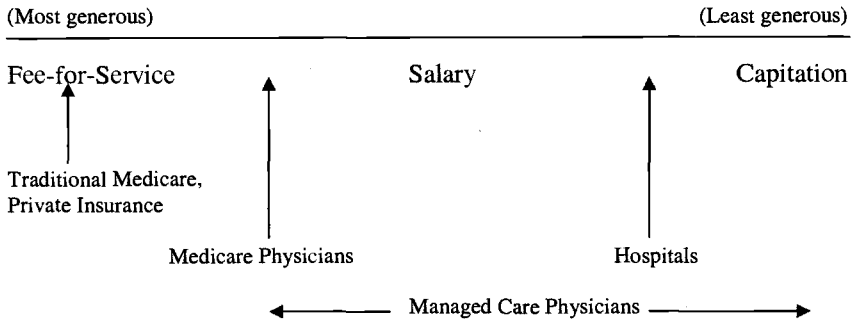 (Most generous) (Least generous)
Fee-for-Service Salary Capitation
Traditional Medicare,
Private Insurance
Medicare Physicians Hospitals
Managed Care Physicians